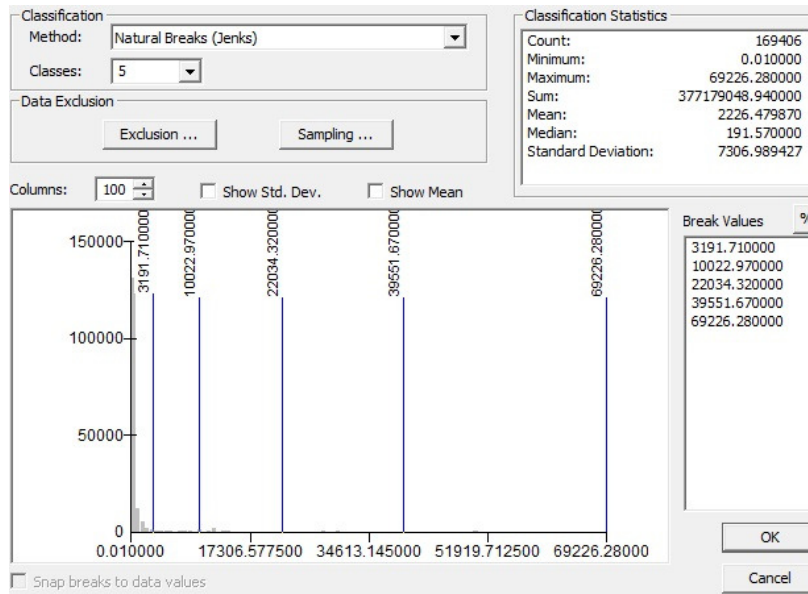 Classification
Method: Natural Breaks (Jenks)
Classes: 5
Data Exclusion
Exclusion ...
Sampling ...
Classification Statistics
Count: 169406
Minimum: 0.010000
Maximum: 69226.280000
Sum: 377179048.940000
Mean: 2226.479870
Median: 191.570000
Standard Deviation: 7306.989427
Columns: 100
Show Std. Dev.
Show Mean
150000
100000
50000
0
3191.710000
10022.970000
22034.320000
39551.670000
69226.280000
0.010000 17306.577500 34613.145000 51919.712500 69226.28000
Break Values %
3191.710000
10022.970000
22034.320000
39551.670000
69226.280000
OK
Cancel
Snap breaks to data values